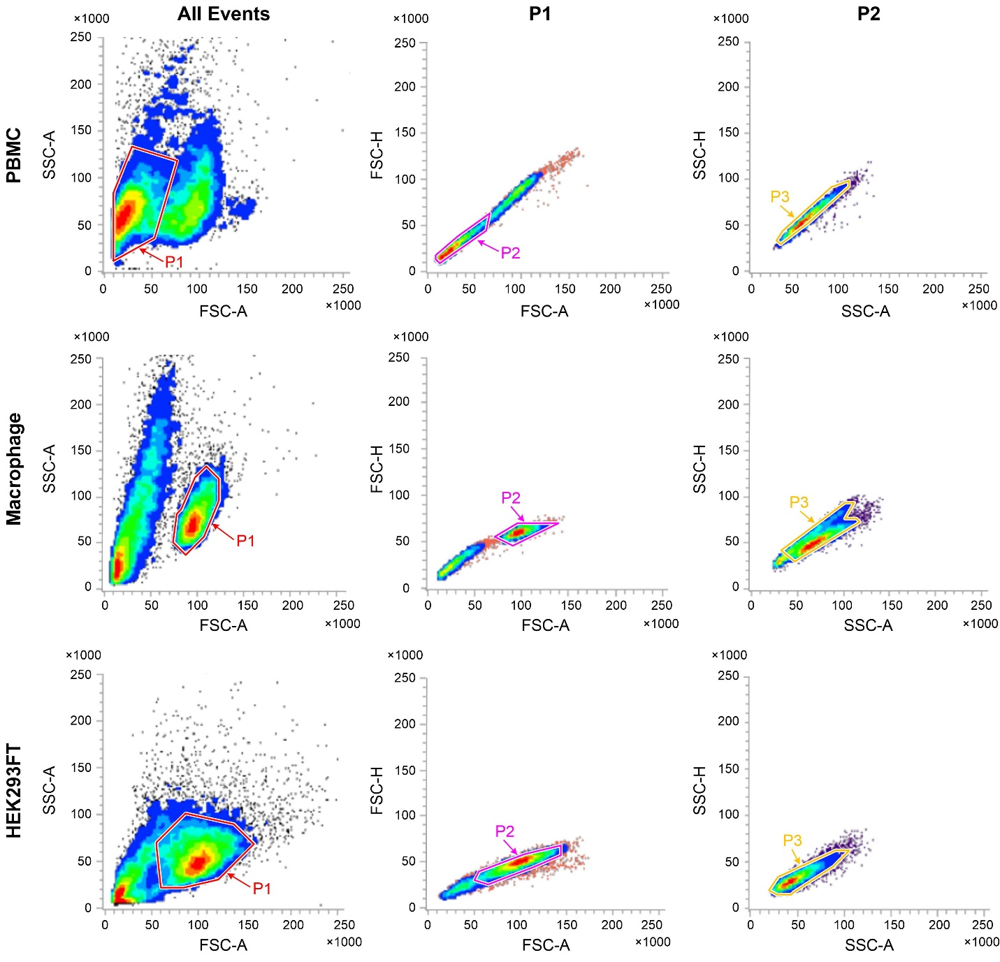 All Events P1 P2
×1000 ×1000 ×1000
PBMC
SSC-A
250
200
150
100
50
0
P1
0 50 100 150 200 250
×1000
FSC-A
FSC-H
250
200
150
100
50
0
P2
0 50 100 150 200 250
×1000
FSC-A
SSC-H
250
200
150
100
50
0
P3
0 50 100 150 200 250
×1000
SSC-A
×1000 ×1000 ×1000
Macrophage
SSC-A
250
200
150
100
50
0
P1
0 50 100 150 200 250
×1000
FSC-A
FSC-H
250
200
150
100
50
0
P2
0 50 100 150 200 250
×1000
FSC-A
SSC-H
250
200
150
100
50
0
P3
0 50 100 150 200 250
×1000
SSC-A
×1000 ×1000 ×1000
HEK293FT
SSC-A
250
200
150
100
50
0
P1
0 50 100 150 200 250
×1000
FSC-A
FSC-H
250
200
150
100
50
0
P2
0 50 100 150 200 250
×1000
FSC-A
SSC-H
250
200
150
100
50
0
P3
0 50 100 150 200 250
×1000
SSC-A